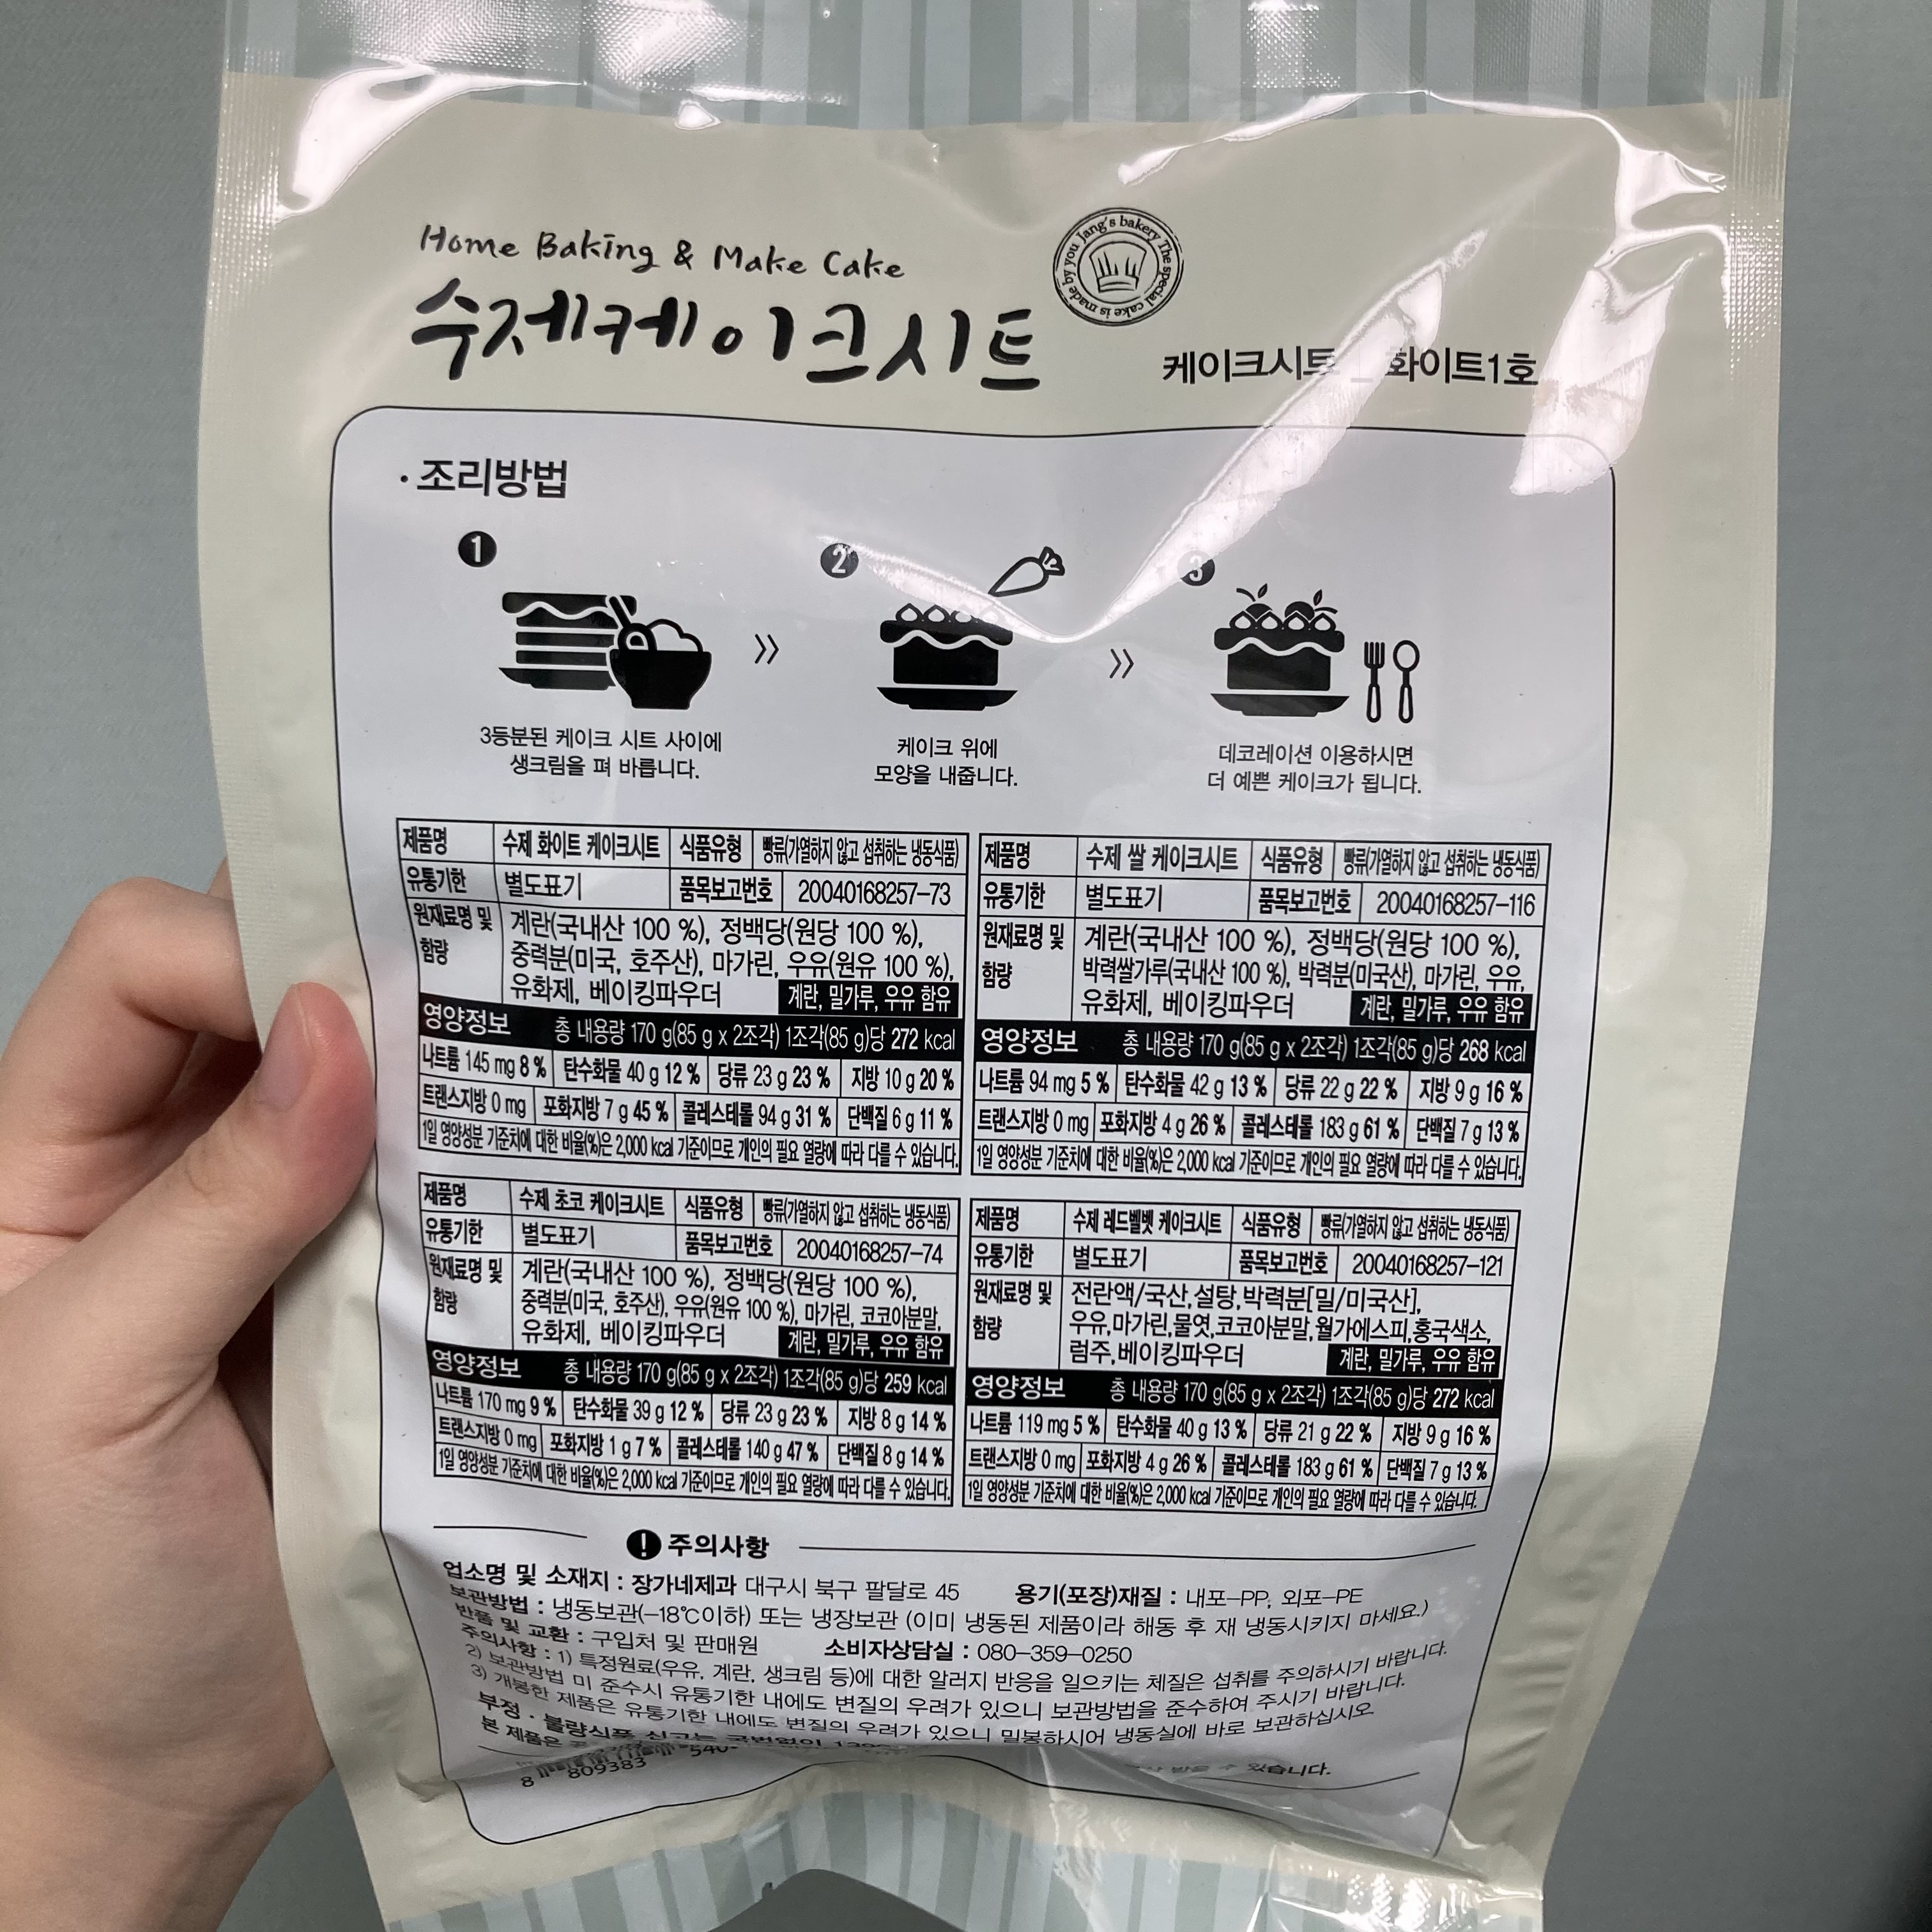 Home Baking & Make Cake
Jang's bakery The special cake is made by you
수제케이크시트
케이크시트 화이트1호
· 조리방법
1 2 3
3등분된 케이크 시트 사이에
생크림을 펴 바릅니다.
케이크 위에
모양을 내줍니다.
데코레이션 이용하시면
더 예쁜 케이크가 됩니다.
제품명 수제 화이트 케이크시트 식품유형 빵류(가열하지 않고 섭취하는 냉동식품)
유통기한 별도표기 품목보고번호 20040168257-73
원재료명 및 함량 계란(국내산 100 %), 정백당(원당 100 %),
중력분(미국, 호주산), 마가린, 우유(원유 100 %),
유화제, 베이킹파우더 계란, 밀가루, 우유 함유
영양정보 총 내용량 170 g(85 g x 2조각) 1조각(85 g)당 272 kcal
나트륨 145 mg 8 % 탄수화물 40 g 12 % 당류 23 g 23 % 지방 10 g 20 %
트랜스지방 0 mg 포화지방 7 g 45 % 콜레스테롤 94 g 31 % 단백질 6 g 11 %
1일 영양성분 기준치에 대한 비율(%)은 2,000 kcal 기준이므로 개인의 필요 열량에 따라 다를 수 있습니다.
제품명 수제 쌀 케이크시트 식품유형 빵류(가열하지 않고 섭취하는 냉동식품)
유통기한 별도표기 품목보고번호 20040168257-116
원재료명 및 함량 계란(국내산 100 %), 정백당(원당 100 %),
박력쌀가루(국내산 100 %), 박력분(미국산), 마가린, 우유,
유화제, 베이킹파우더 계란, 밀가루, 우유 함유
영양정보 총 내용량 170 g(85 g x 2조각) 1조각(85 g)당 268 kcal
나트륨 94 mg 5 % 탄수화물 42 g 13 % 당류 22 g 22 % 지방 9 g 16 %
트랜스지방 0 mg 포화지방 4 g 26 % 콜레스테롤 183 g 61 % 단백질 7 g 13 %
1일 영양성분 기준치에 대한 비율(%)은 2,000 kcal 기준이므로 개인의 필요 열량에 따라 다를 수 있습니다.
제품명 수제 초코 케이크시트 식품유형 빵류(가열하지 않고 섭취하는 냉동식품)
유통기한 별도표기 품목보고번호 20040168257-74
원재료명 및 함량 계란(국내산 100 %), 정백당(원당 100 %),
중력분(미국, 호주산), 우유(원유 100 %), 마가린, 코코아분말,
유화제, 베이킹파우더 계란, 밀가루, 우유 함유
영양정보 총 내용량 170 g(85 g x 2조각) 1조각(85 g)당 259 kcal
나트륨 170 mg 9 % 탄수화물 39 g 12 % 당류 23 g 23 % 지방 8 g 14 %
트랜스지방 0 mg 포화지방 1 g 7 % 콜레스테롤 140 g 47 % 단백질 8 g 14 %
1일 영양성분 기준치에 대한 비율(%)은 2,000 kcal 기준이므로 개인의 필요 열량에 따라 다를 수 있습니다.
제품명 수제 레드벨벳 케이크시트 식품유형 빵류(가열하지 않고 섭취하는 냉동식품)
유통기한 별도표기 품목보고번호 20040168257-121
원재료명 및 함량 전란액/국산,설탕,박력분[밀/미국산],
우유,마가린,물엿,코코아분말,월가에스피,홍국색소,
럼주,베이킹파우더 계란, 밀가루, 우유 함유
영양정보 총 내용량 170 g(85 g x 2조각) 1조각(85 g)당 272 kcal
나트륨 119 mg 5 % 탄수화물 40 g 13 % 당류 21 g 22 % 지방 9 g 16 %
트랜스지방 0 mg 포화지방 4 g 26 % 콜레스테롤 183 g 61 % 단백질 7 g 13 %
1일 영양성분 기준치에 대한 비율(%)은 2,000 kcal 기준이므로 개인의 필요 열량에 따라 다를 수 있습니다.
! 주의사항
업소명 및 소재지 : 장가네제과 대구시 북구 팔달로 45 용기(포장)재질 : 내포-PP, 외포-PE
보관방법 : 냉동보관(-18℃이하) 또는 냉장보관 (이미 냉동된 제품이라 해동 후 재 냉동시키지 마세요.)
반품 및 교환 : 구입처 및 판매원 소비자상담실 : 080-359-0250
주의사항 : 1) 특정원료(우유, 계란, 생크림 등)에 대한 알러지 반응을 일으키는 체질은 섭취를 주의하시기 바랍니다.
2) 보관방법 미 준수시 유통기한 내에도 변질의 우려가 있으니 보관방법을 준수하여 주시기 바랍니다.
3) 개봉한 제품은 유통기한 내에도 변질의 우려가 있으니 밀봉하시어 냉동실에 바로 보관하십시오.
부정 · 불량식품 신고는 국번없이
본 제품은 있습니다.
8 809383